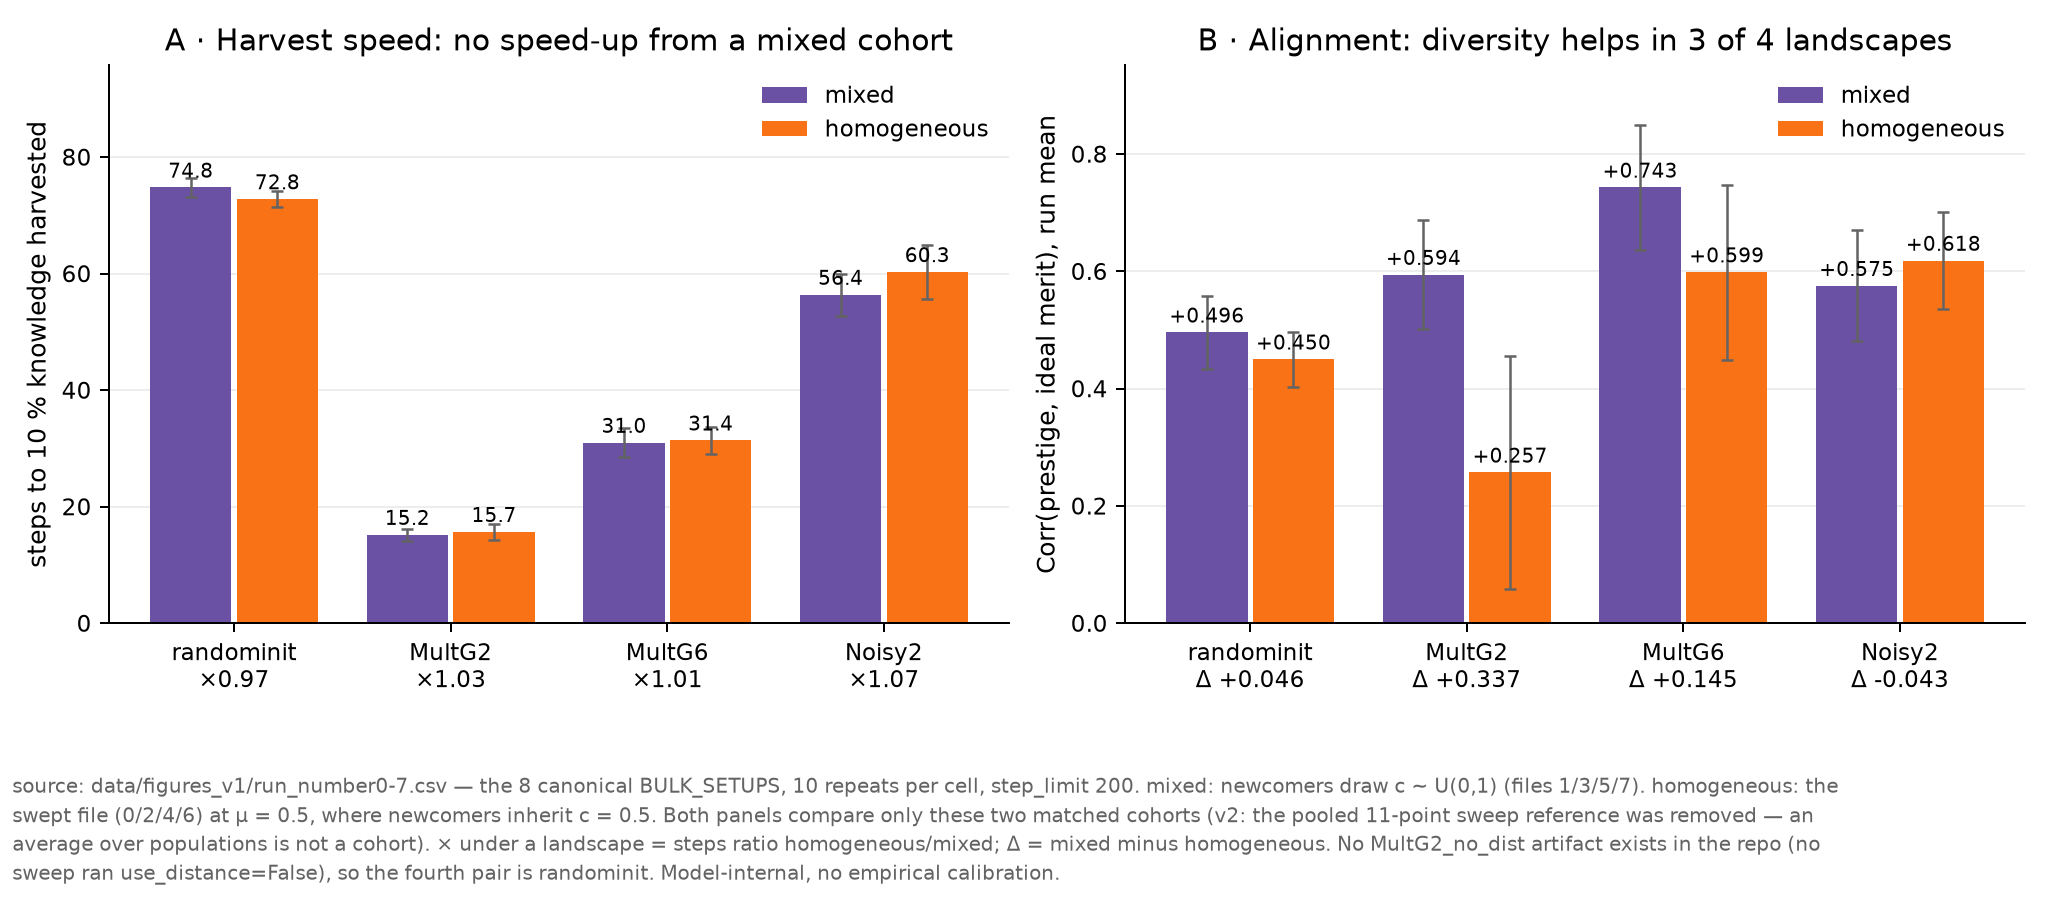 A · Harvest speed: no speed-up from a mixed cohort
steps to 10 % knowledge harvested
mixed
homogeneous
80
60
40
20
0
74.8
72.8
15.2
15.7
31.0
31.4
56.4
60.3
randominit
×0.97
MultG2
×1.03
MultG6
×1.01
Noisy2
×1.07
B · Alignment: diversity helps in 3 of 4 landscapes
Corr(prestige, ideal merit), run mean
mixed
homogeneous
0.8
0.6
0.4
0.2
0.0
+0.496
+0.450
+0.594
+0.257
+0.743
+0.599
+0.575
+0.618
randominit
Δ +0.046
MultG2
Δ +0.337
MultG6
Δ +0.145
Noisy2
Δ -0.043
source: data/figures_v1/run_number0-7.csv — the 8 canonical BULK_SETUPS, 10 repeats per cell, step_limit 200. mixed: newcomers draw c ~ U(0,1) (files 1/3/5/7). homogeneous: the
swept file (0/2/4/6) at μ = 0.5, where newcomers inherit c = 0.5. Both panels compare only these two matched cohorts (v2: the pooled 11-point sweep reference was removed — an
average over populations is not a cohort). × under a landscape = steps ratio homogeneous/mixed; Δ = mixed minus homogeneous. No MultG2_no_dist artifact exists in the repo (no
sweep ran use_distance=False), so the fourth pair is randominit. Model-internal, no empirical calibration.